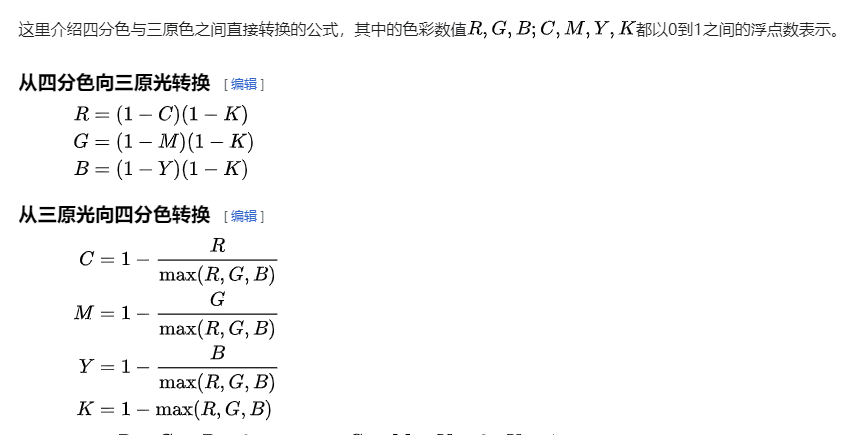 这里介绍四分色与三原色之间直接转换的公式，其中的色彩数值R, G, B; C, M, Y, K都以0到1之间的浮点数表示。
从四分色向三原光转换 [编辑]
R = (1 − C)(1 − K)
G = (1 − M)(1 − K)
B = (1 − Y)(1 − K)
从三原光向四分色转换 [编辑]
C = 1 − R / max(R, G, B)
M = 1 − G / max(R, G, B)
Y = 1 − B / max(R, G, B)
K = 1 − max(R, G, B)